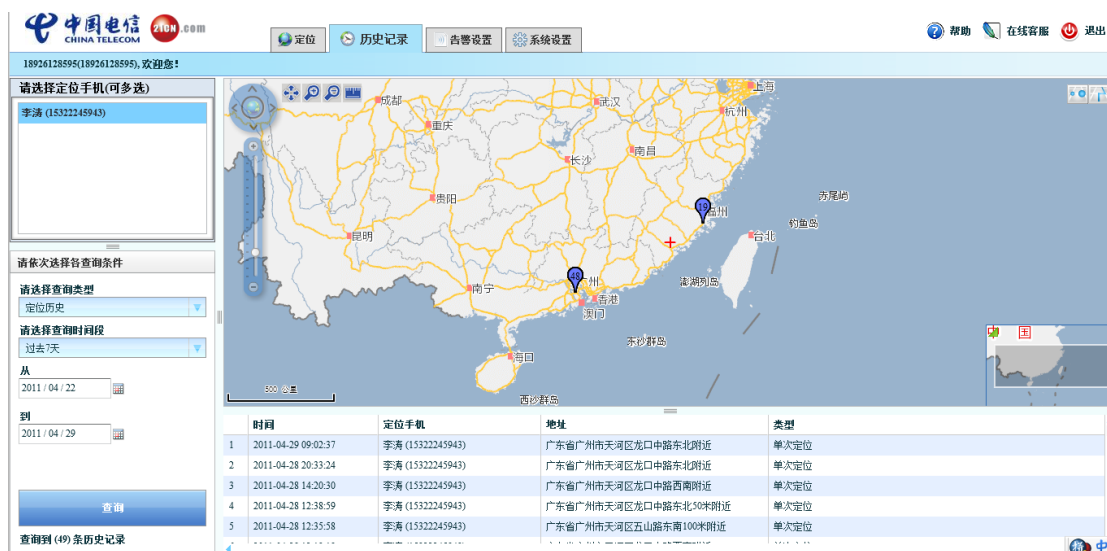 中国电信
CHINA TELECOM
21CN.com
定位
历史记录
告警设置
系统设置
帮助
在线客服
退出
18926128595(18926128595), 欢迎您!
请选择定位手机(可多选)
李涛 (15322245943)
请依次选择各查询条件
请选择查询类型
定位历史
请选择查询时间段
过去7天
从
2011 / 04 / 22
到
2011 / 04 / 29
查询
查询到 (49) 条历史记录
成都
武汉
上海
杭州
重庆
长沙
南昌
贵阳
赤尾屿
19
州
钓鱼岛
昆明
台北
48
州
南宁
香港
澎湖列岛
澳门
东沙群岛
中 国
海口
500 公里
西沙群岛
时间 定位手机 地址 类型
1 2011-04-29 09:02:37 李涛 (15322245943) 广东省广州市天河区龙口中路东北附近 单次定位
2 2011-04-28 20:33:24 李涛 (15322245943) 广东省广州市天河区龙口中路东北附近 单次定位
3 2011-04-28 14:20:30 李涛 (15322245943) 广东省广州市天河区龙口中路西南附近 单次定位
4 2011-04-28 12:38:59 李涛 (15322245943) 广东省广州市天河区龙口中路东北50米附近 单次定位
5 2011-04-28 12:35:58 李涛 (15322245943) 广东省广州市天河区五山路东南100米附近 单次定位